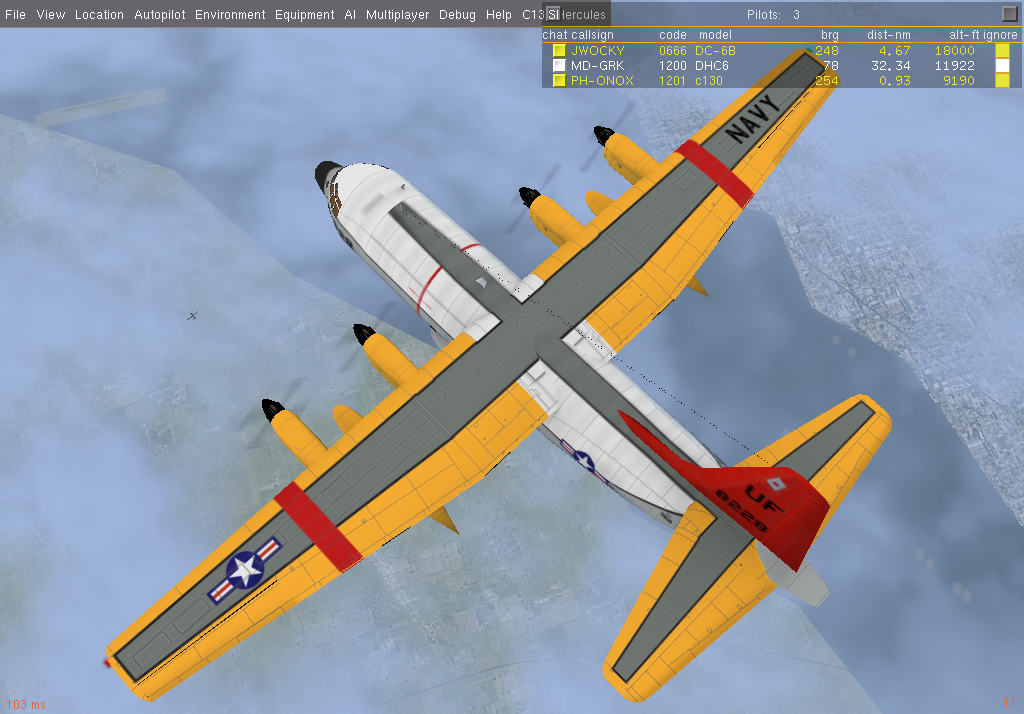 File View Location Autopilot Environment Equipment AI Multiplayer Debug Help C13 SI Hercules Pilots: 3
chat callsign code model brg dist-nm alt-ft ignore
JWOCKY 0666 DC-6B 248 4.67 18000
MD-GRK 1200 DHC6 78 32.34 11922
PH-ONOX 1201 c130 254 0.93 9190
NAVY
UF
8228
103 ms